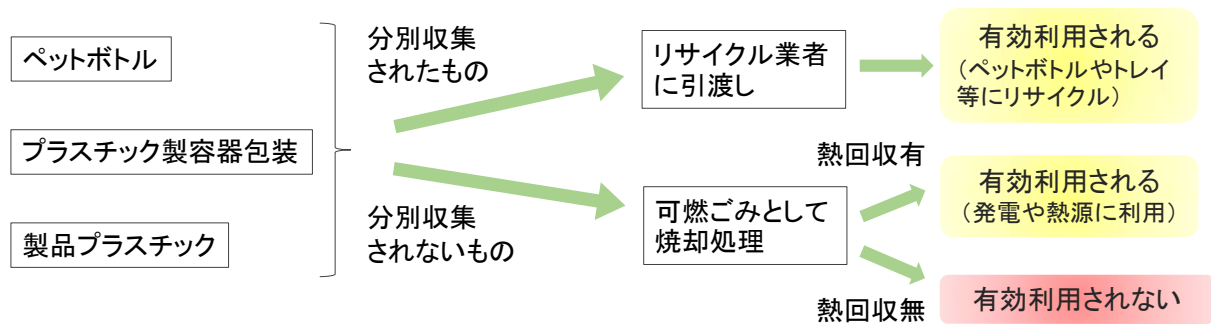 ペットボトル
プラスチック製容器包装
製品プラスチック
分別収集
されたもの
分別収集
されないもの
リサイクル業者
に引渡し
可燃ごみとして
焼却処理
熱回収有
熱回収無
有効利用される
（ペットボトルやトレイ
等にリサイクル）
有効利用される
（発電や熱源に利用）
有効利用されない